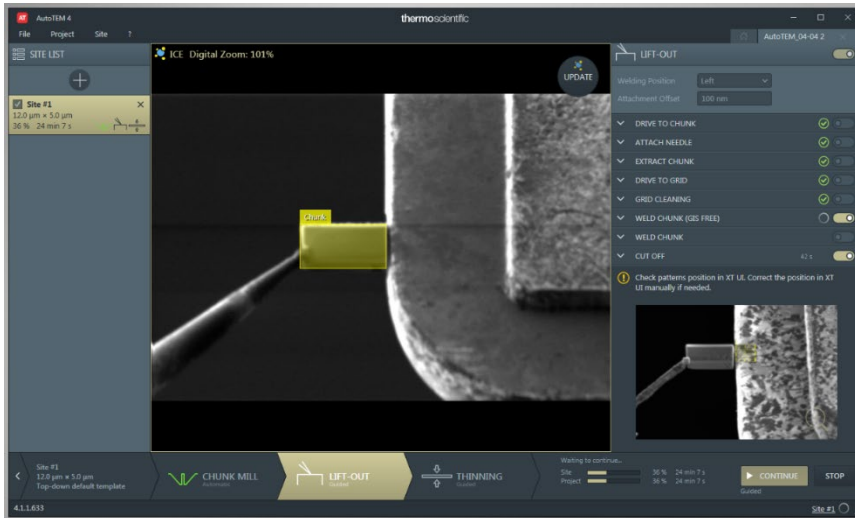 AutoTEM 4
thermo scientific
File Project Site ?
AutoTEM_04-04 2
SITE LIST
Site #1
12.0 µm × 5.0 µm
36 % 24 min 7 s
ICE Digital Zoom: 101%
UPDATE
Chunk
LIFT-OUT
Welding Position Left
Attachment Offset 100 nm
DRIVE TO CHUNK
ATTACH NEEDLE
EXTRACT CHUNK
DRIVE TO GRID
GRID CLEANING
WELD CHUNK (GIS FREE)
WELD CHUNK
CUT OFF 42 s
Check patterns position in XT UI. Correct the position in XT
UI manually if needed.
Site #1
12.0 µm × 5.0 µm
Top-down default template
CHUNK MILL
Automatic
LIFT-OUT
Guided
THINNING
Guided
Waiting to continue...
Site 36 % 24 min 7 s
Project 36 % 24 min 7 s
CONTINUE
Guided
STOP
4.1.1.633
Site #1